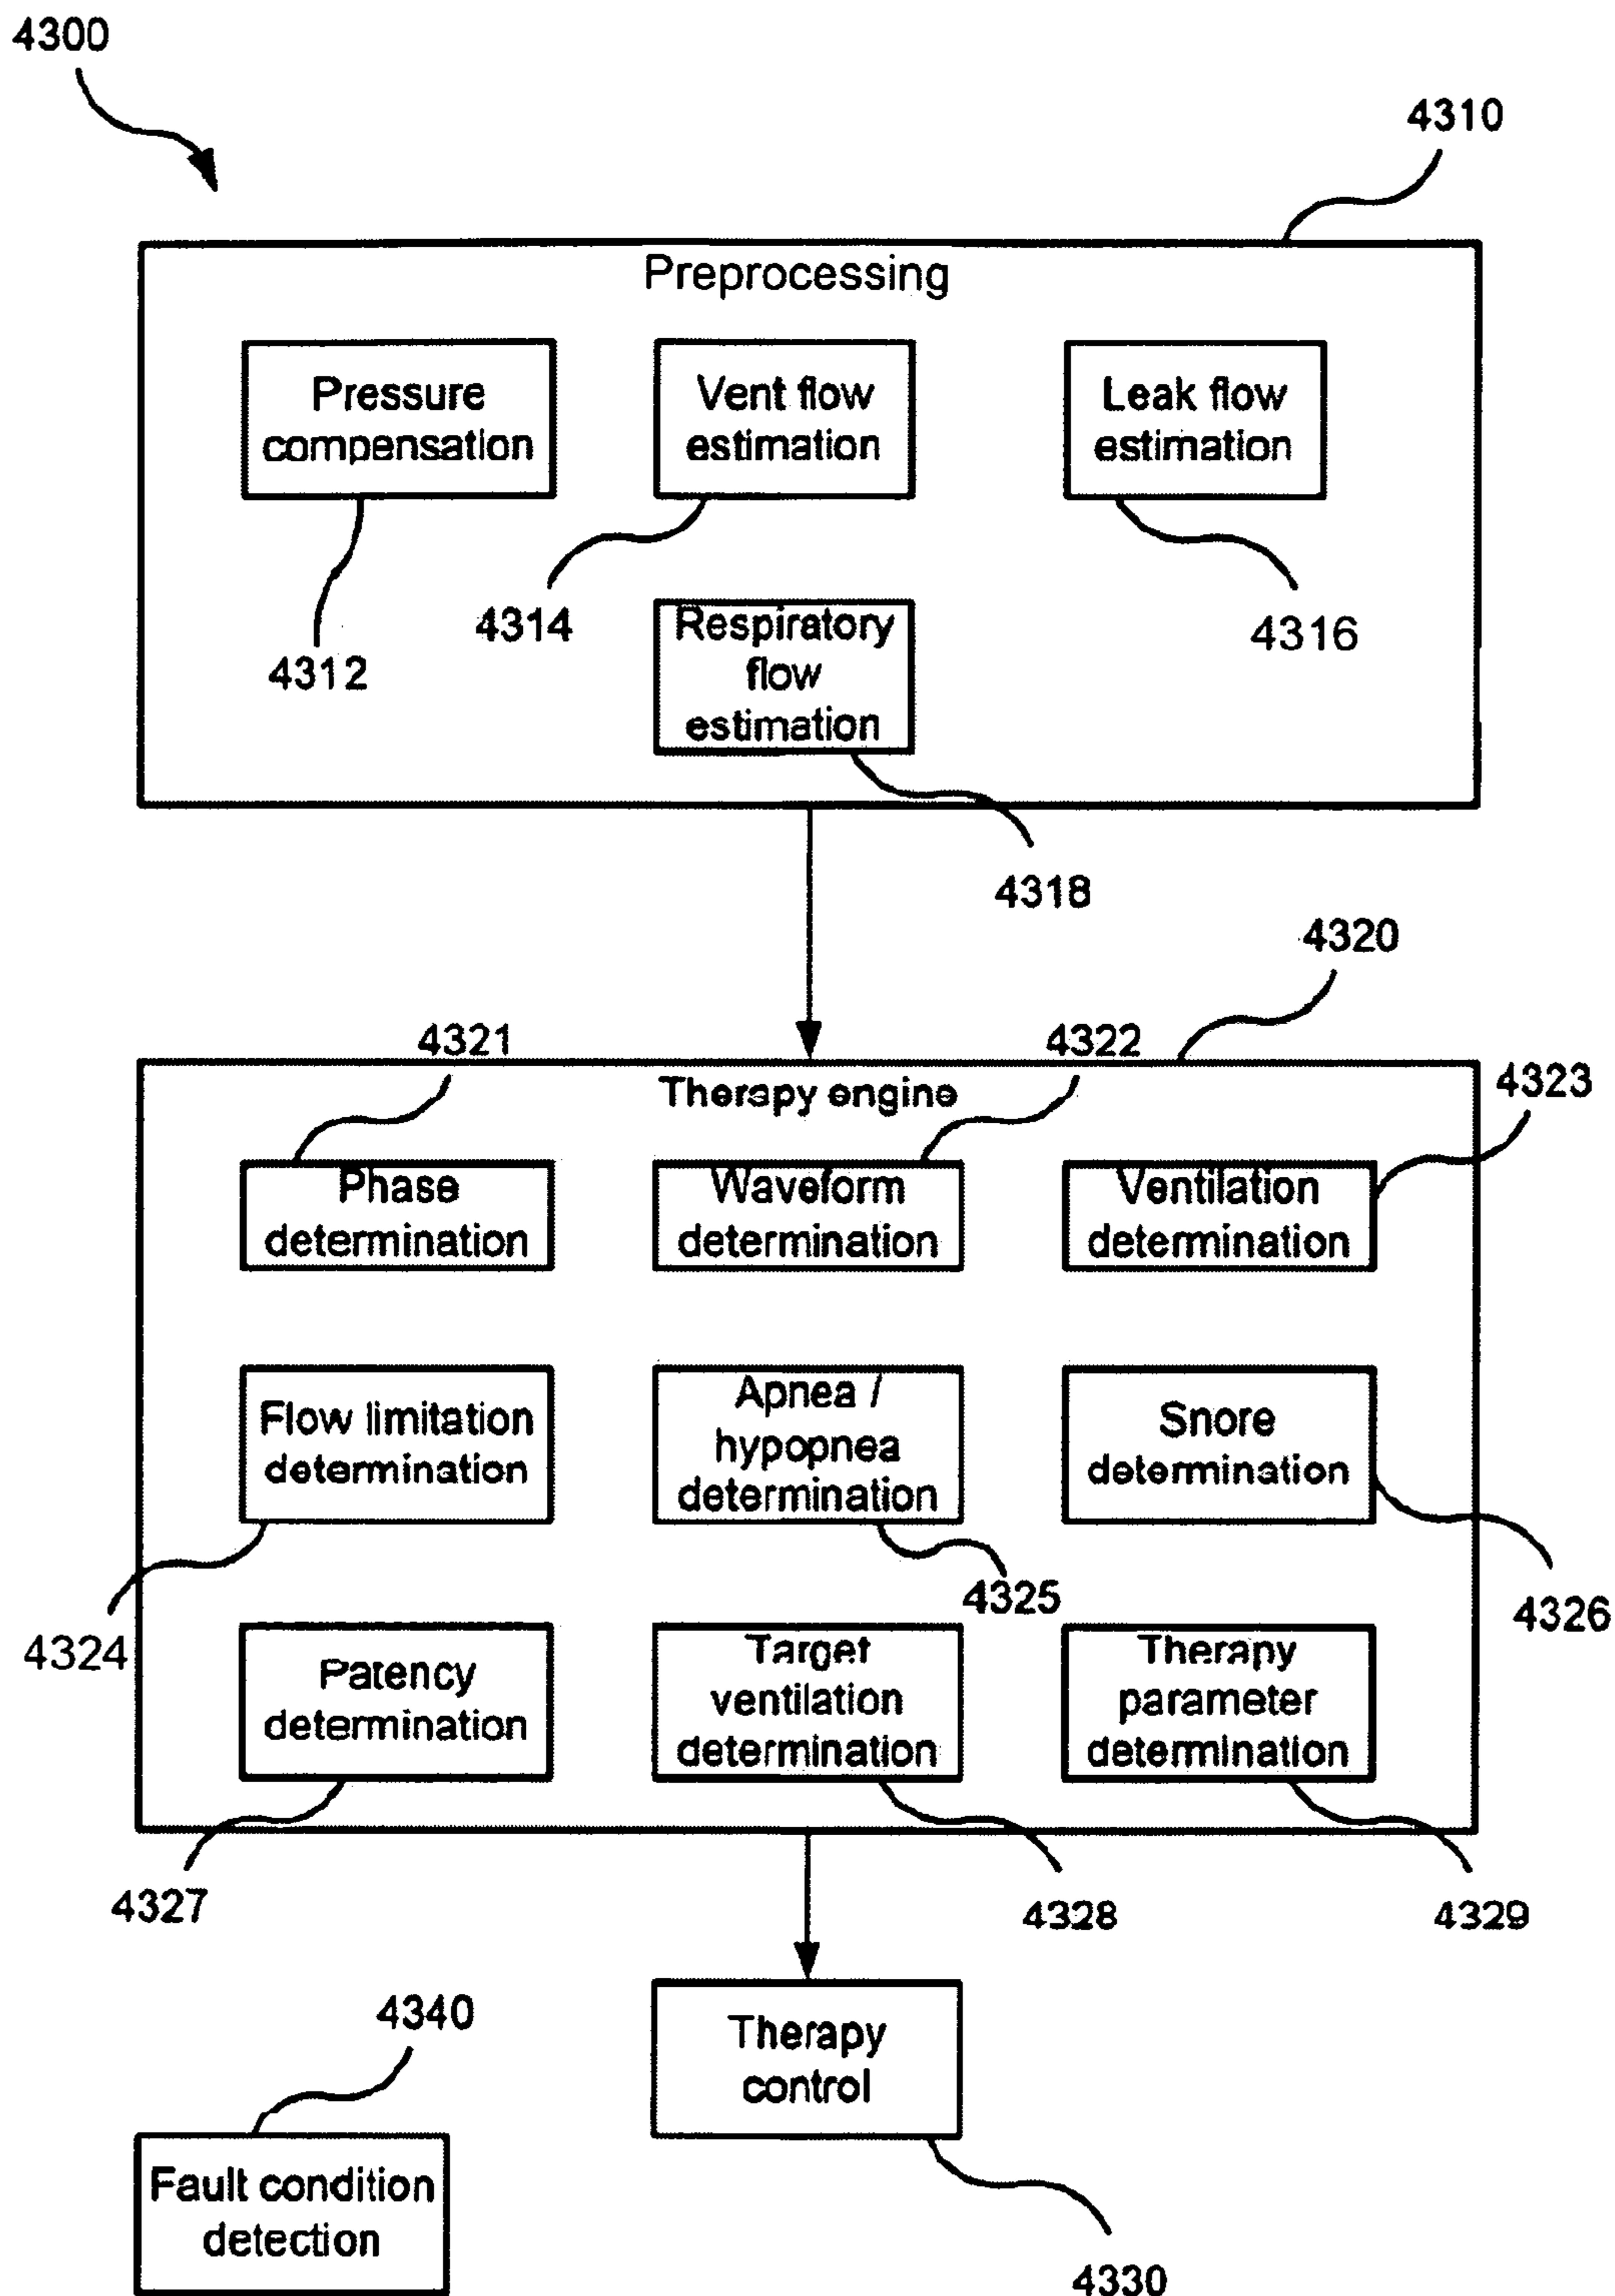 4300
4310
Preprocessing
Pressure
compensation
Vent flow
estimation
Leak flow
estimation
4312
4314
4316
Respiratory
flow
estimation
4318
4320
4321
4322
4323
Therapy engine
Phase
determination
Waveform
determination
Ventilation
determination
Flow limitation
determination
Apnea /
hypopnea
determination
Snore
determination
4324
4325
4326
Patency
determination
Target
ventilation
determination
Therapy
parameter
determination
4327
4328
4329
4340
Therapy
control
Fault condition
detection
4330